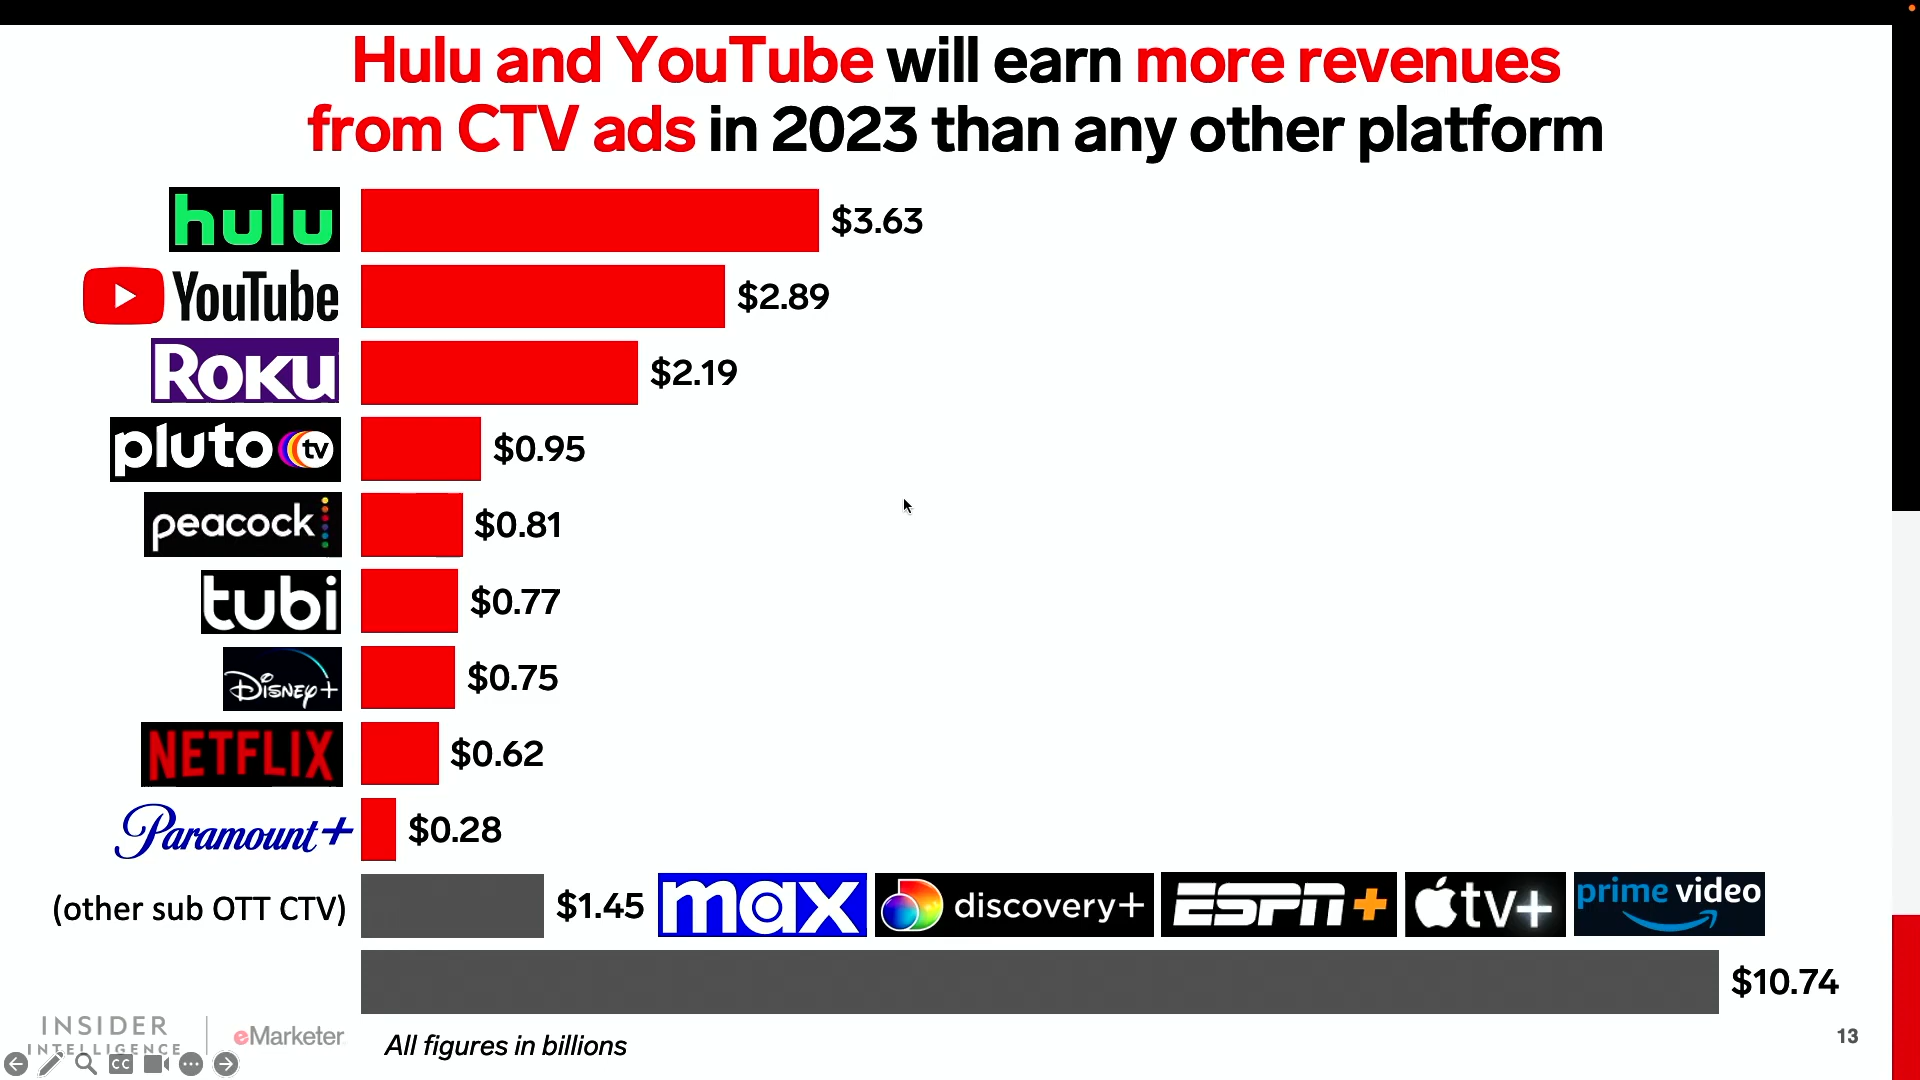 Hulu and YouTube will earn more revenues
from CTV ads in 2023 than any other platform
hulu $3.63
YouTube $2.89
ROKU $2.19
pluto tv $0.95
peacock $0.81
tubi $0.77
Disney+ $0.75
NETFLIX $0.62
Paramount+ $0.28
(other sub OTT CTV) $1.45 max discovery+ ESPN+ tv+ prime video
$10.74
INSIDER
INTELLIGENCE
eMarketer
All figures in billions
13
CC